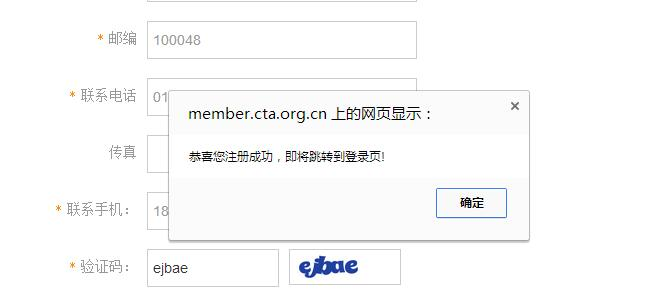 * 邮编 100048
* 联系电话 01
member.cta.org.cn 上的网页显示：
恭喜您注册成功，即将跳转到登录页!
传真
确定
* 联系手机： 18
* 验证码： ejbae ejbae